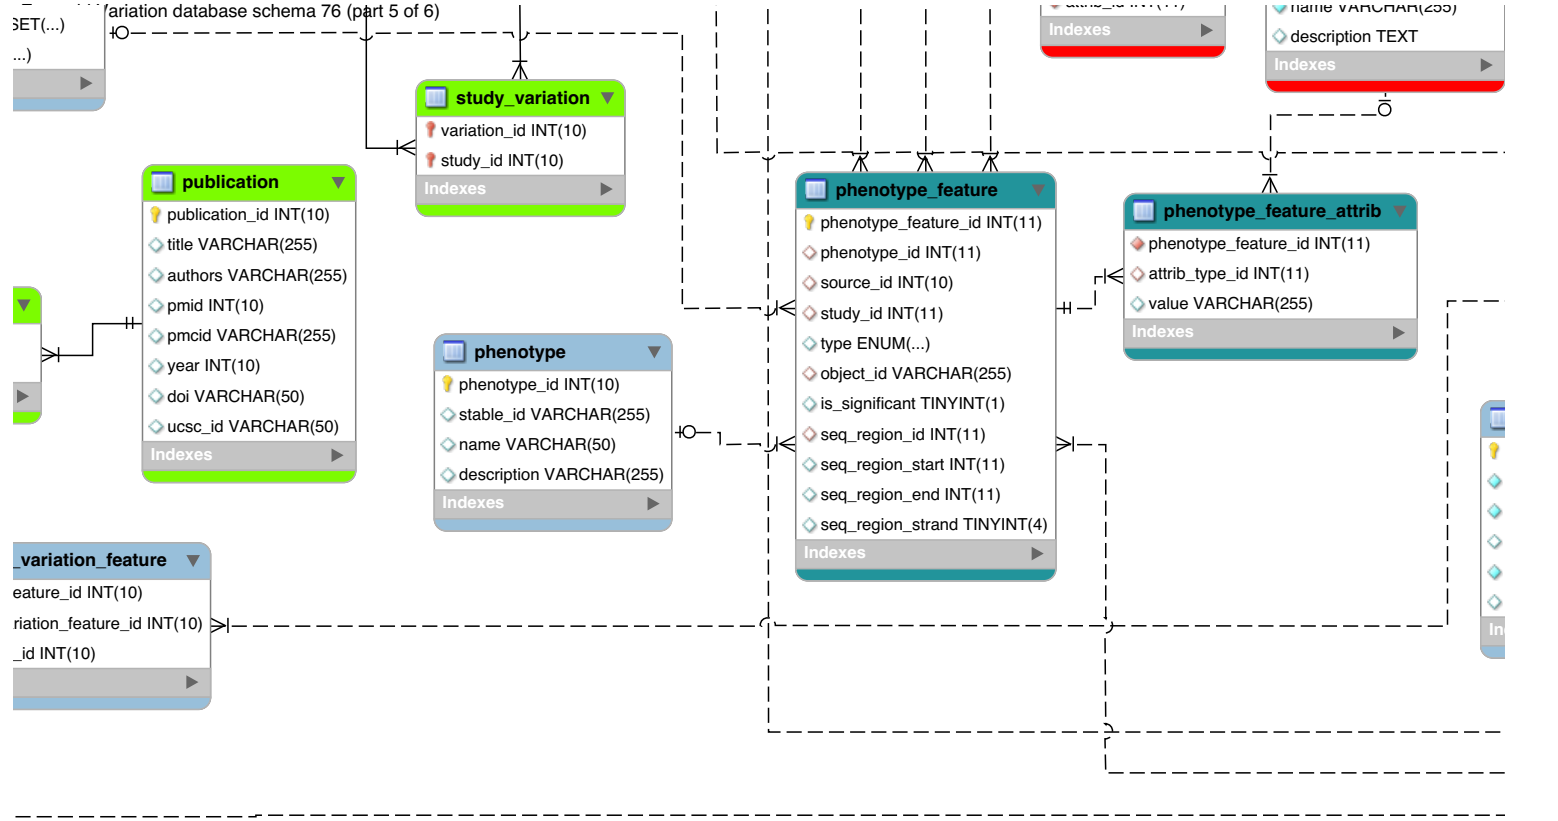 Variation database schema 76 (part 5 of 6)
SET(...)
...)
study_variation
variation_id INT(10)
study_id INT(10)
Indexes
publication
publication_id INT(10)
title VARCHAR(255)
authors VARCHAR(255)
pmid INT(10)
pmcid VARCHAR(255)
year INT(10)
doi VARCHAR(50)
ucsc_id VARCHAR(50)
Indexes
phenotype
phenotype_id INT(10)
stable_id VARCHAR(255)
name VARCHAR(50)
description VARCHAR(255)
Indexes
_variation_feature
eature_id INT(10)
riation_feature_id INT(10)
_id INT(10)
phenotype_feature
phenotype_feature_id INT(11)
phenotype_id INT(11)
source_id INT(10)
study_id INT(11)
type ENUM(...)
object_id VARCHAR(255)
is_significant TINYINT(1)
seq_region_id INT(11)
seq_region_start INT(11)
seq_region_end INT(11)
seq_region_strand TINYINT(4)
Indexes
attrib_id INT(11)
Indexes
name VARCHAR(255)
description TEXT
Indexes
phenotype_feature_attrib
phenotype_feature_id INT(11)
attrib_type_id INT(11)
value VARCHAR(255)
Indexes
In